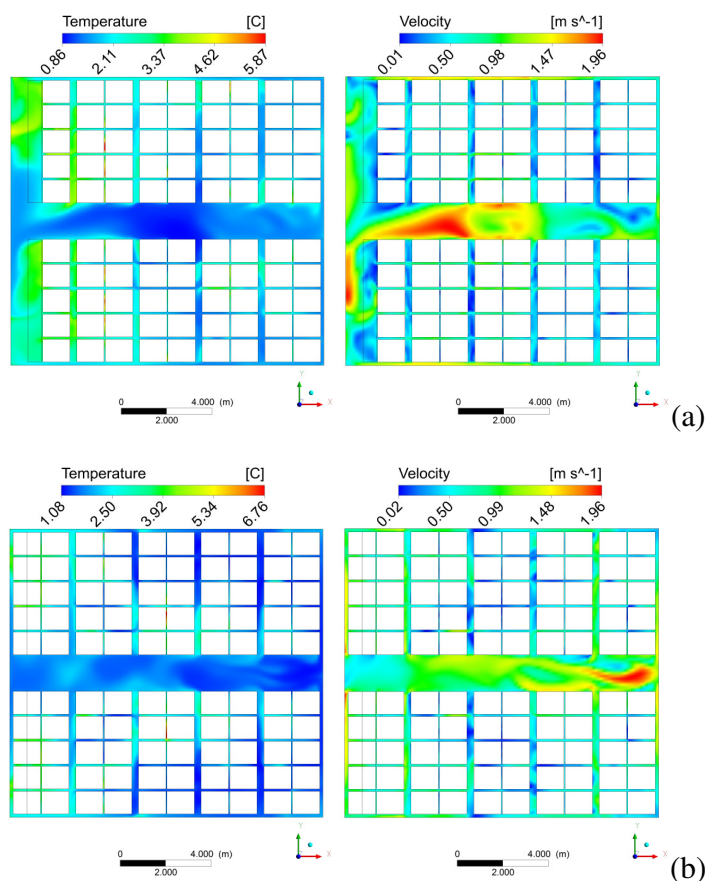 Temperature [C]
0.86 2.11 3.37 4.62 5.87
Velocity [m s^-1]
0.01 0.50 0.98 1.47 1.96
0 4.000 (m)
2.000
Y
X
0 4.000 (m)
2.000
Y
X
(a)
Temperature [C]
1.08 2.50 3.92 5.34 6.76
Velocity [m s^-1]
0.02 0.50 0.99 1.48 1.96
0 4.000 (m)
2.000
Y
X
0 4.000 (m)
2.000
Y
X
(b)